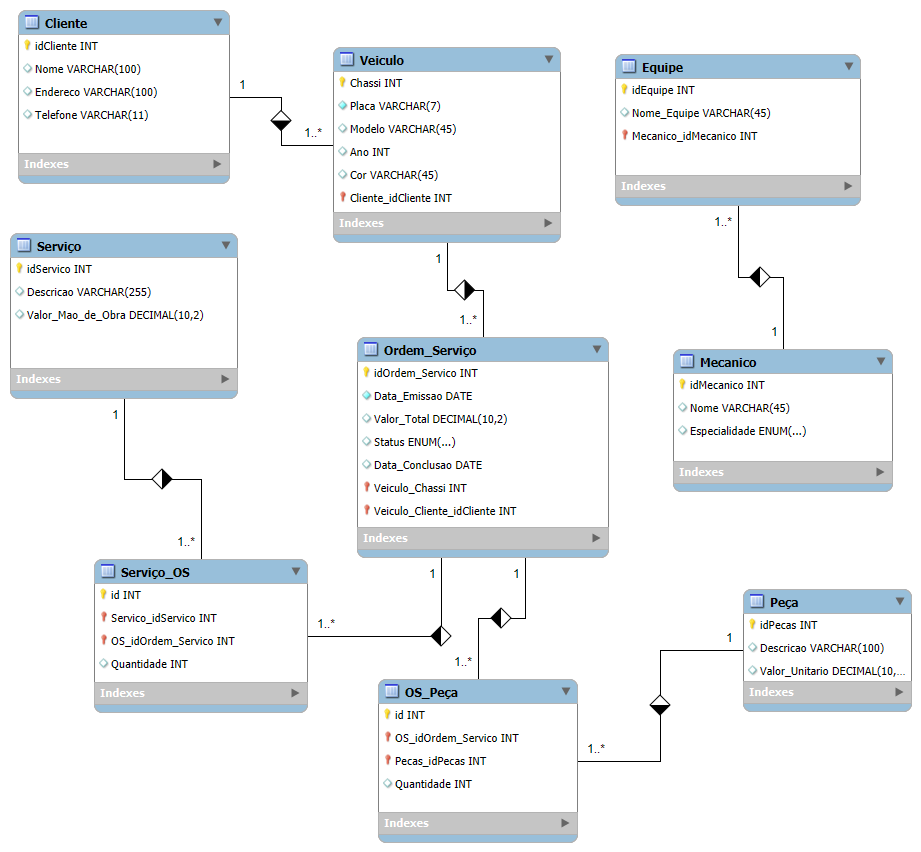 Cliente
idCliente INT
Nome VARCHAR(100)
Endereco VARCHAR(100)
Telefone VARCHAR(11)
Indexes
1
1..*
Veiculo
Chassi INT
Placa VARCHAR(7)
Modelo VARCHAR(45)
Ano INT
Cor VARCHAR(45)
Cliente_idCliente INT
Indexes
Equipe
idEquipe INT
Nome_Equipe VARCHAR(45)
Mecanico_idMecanico INT
Indexes
1..*
1
Mecanico
idMecanico INT
Nome VARCHAR(45)
Especialidade ENUM(...)
Indexes
Serviço
idServico INT
Descricao VARCHAR(255)
Valor_Mao_de_Obra DECIMAL(10,2)
Indexes
1
1..*
1
1..*
Ordem_Serviço
idOrdem_Servico INT
Data_Emissao DATE
Valor_Total DECIMAL(10,2)
Status ENUM(...)
Data_Conclusao DATE
Veiculo_Chassi INT
Veiculo_Cliente_idCliente INT
Indexes
Serviço_OS
id INT
Servico_idServico INT
OS_idOrdem_Servico INT
Quantidade INT
Indexes
1..*
1
1
1..*
OS_Peça
id INT
OS_idOrdem_Servico INT
Pecas_idPecas INT
Quantidade INT
Indexes
1..*
1
Peça
idPecas INT
Descricao VARCHAR(100)
Valor_Unitario DECIMAL(10,...
Indexes